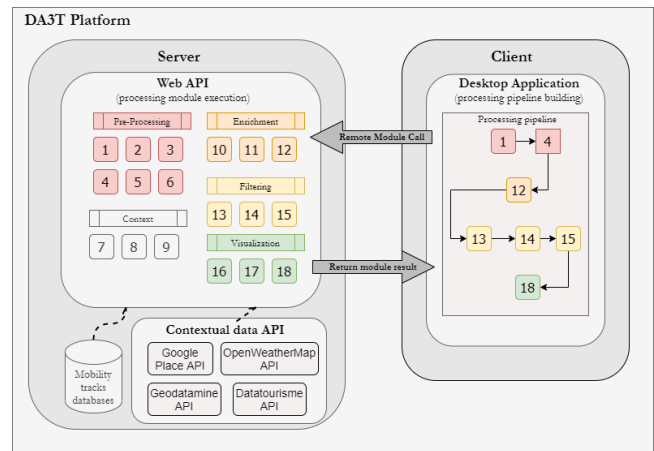 DA3T Platform
Server
Web API
(processing module execution)
Pre-Processing
1 2 3
4 5 6
Context
7 8 9
Enrichment
10 11 12
Filtering
13 14 15
Visualization
16 17 18
Mobility
tracks
databases
Contextual data API
Google
Place API
OpenWeatherMap
API
Geodatamine
API
Datatourisme
API
Remote Module Call
Return module result
Client
Desktop Application
(processing pipeline building)
Processing pipeline
1 4
12
13 14 15
18